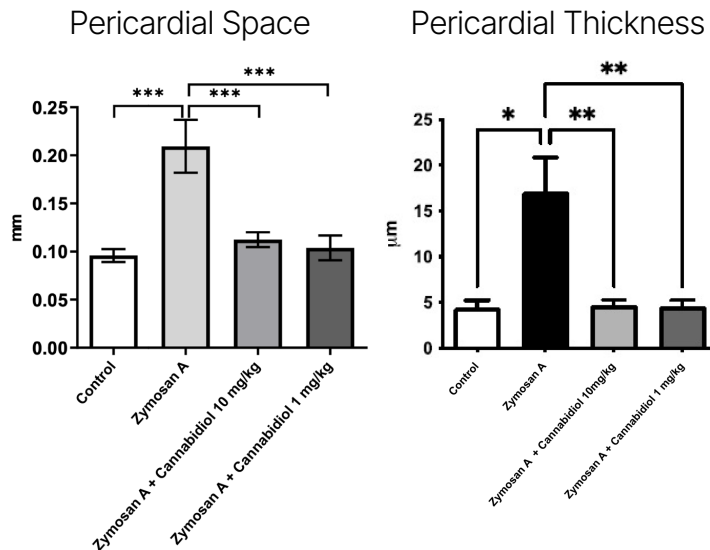 Pericardial Space
***
***
***
0.25
0.20
0.15
0.10
0.05
0.00
mm
Control
Zymosan A
Zymosan A + Cannabidiol 10 mg/kg
Zymosan A + Cannabidiol 1 mg/kg
Pericardial Thickness
**
*
**
25
20
15
10
5
0
μm
Control
Zymosan A
Zymosan A + Cannabidiol 10mg/kg
Zymosan A + Cannabidiol 1 mg/kg